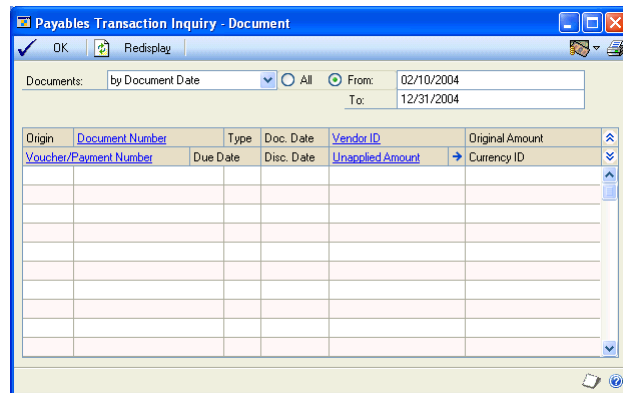 Payables Transaction Inquiry - Document
OK Redisplay
Documents: by Document Date All From: 02/10/2004
To: 12/31/2004
Origin Document Number Type Doc. Date Vendor ID Original Amount
Voucher/Payment Number Due Date Disc. Date Unapplied Amount Currency ID